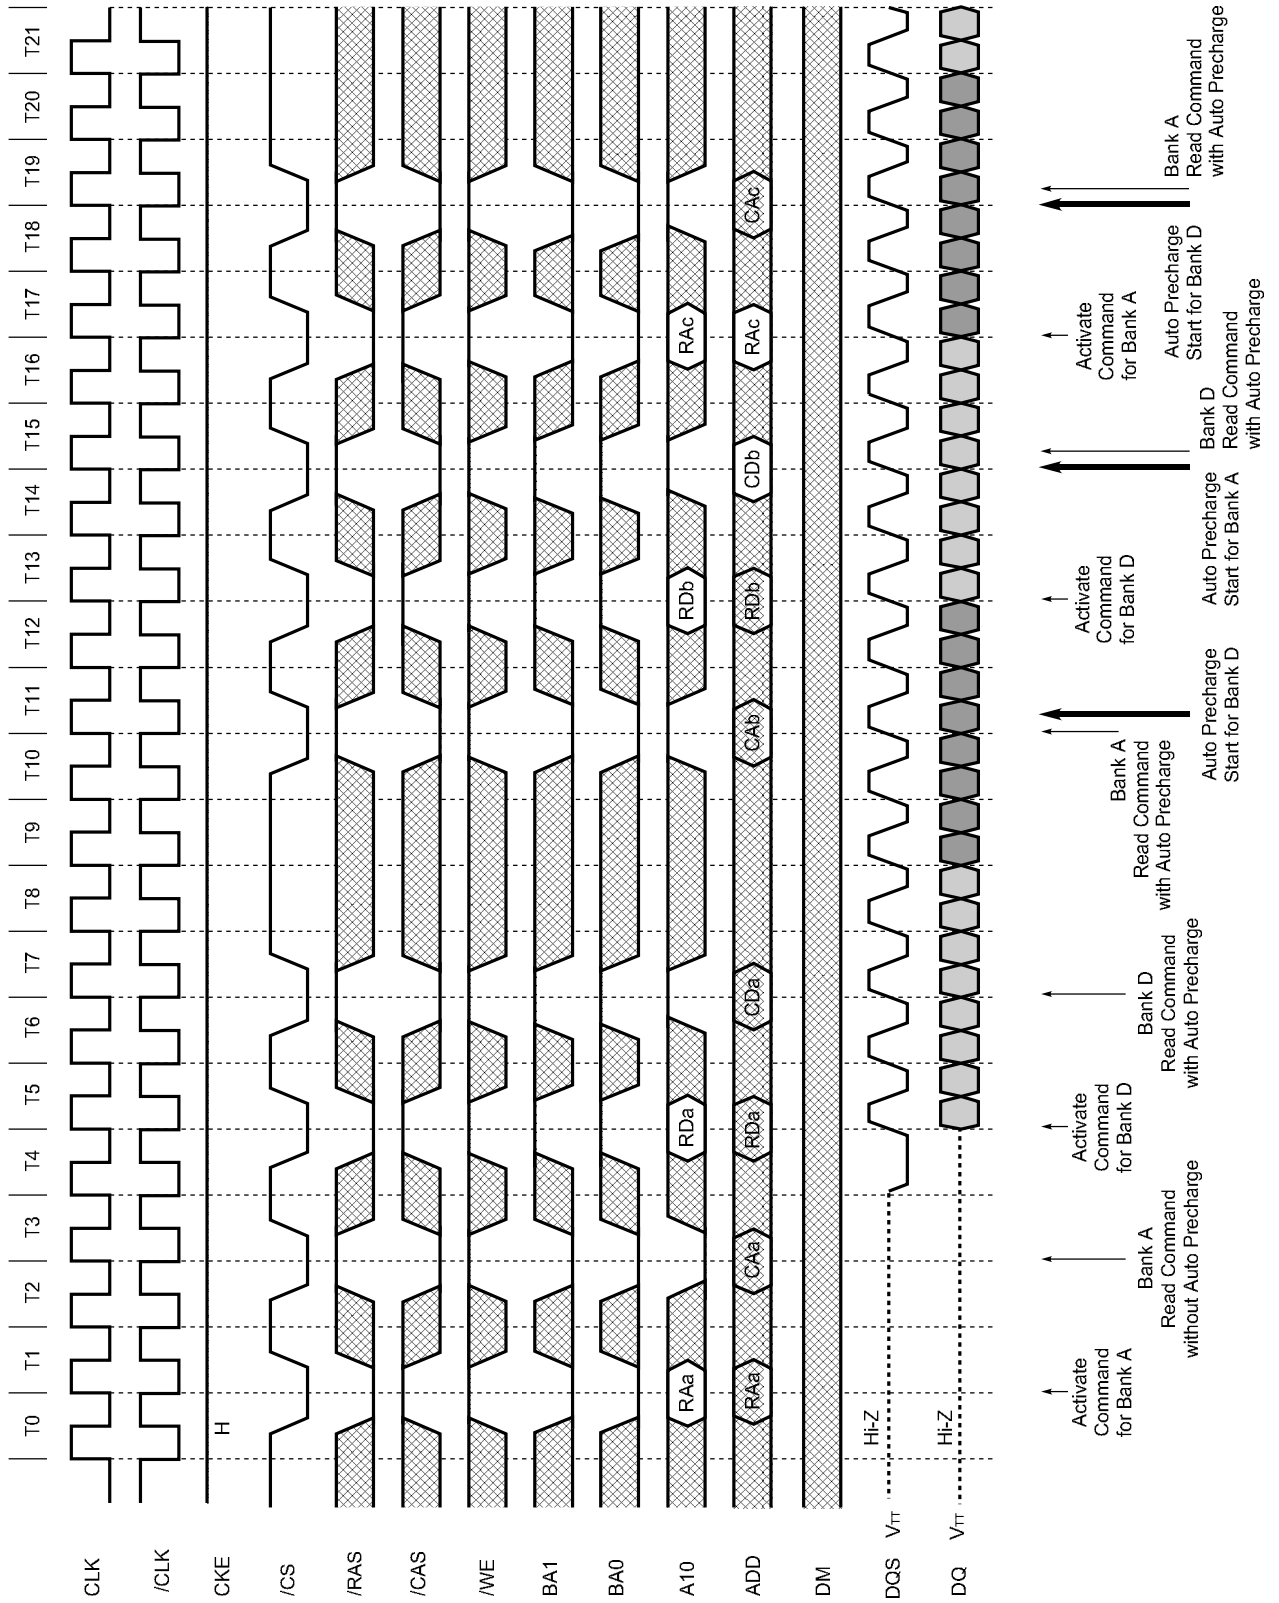 T0 T1 T2 T3 T4 T5 T6 T7 T8 T9 T10 T11 T12 T13 T14 T15 T16 T17 T18 T19 T20 T21
CLK
/CLK
CKE H
/CS
/RAS
/CAS
/WE
BA1
BA0
A10 RAa RDa RDb RAc
ADD RAa CAa RDa CDa CAb RDb CDb RAc CAc
DM
DQS VTT Hi-Z
DQ VTT Hi-Z
Activate
Command
for Bank A
Bank A
Read Command
without Auto Precharge
Activate
Command
for Bank D
Bank D
Read Command
with Auto Precharge
Bank A
Read Command
with Auto Precharge
Auto Precharge
Start for Bank D
Activate
Command
for Bank D
Auto Precharge
Start for Bank A
Bank D
Read Command
with Auto Precharge
Activate
Command
for Bank A
Auto Precharge
Start for Bank D
Bank A
Read Command
with Auto Precharge